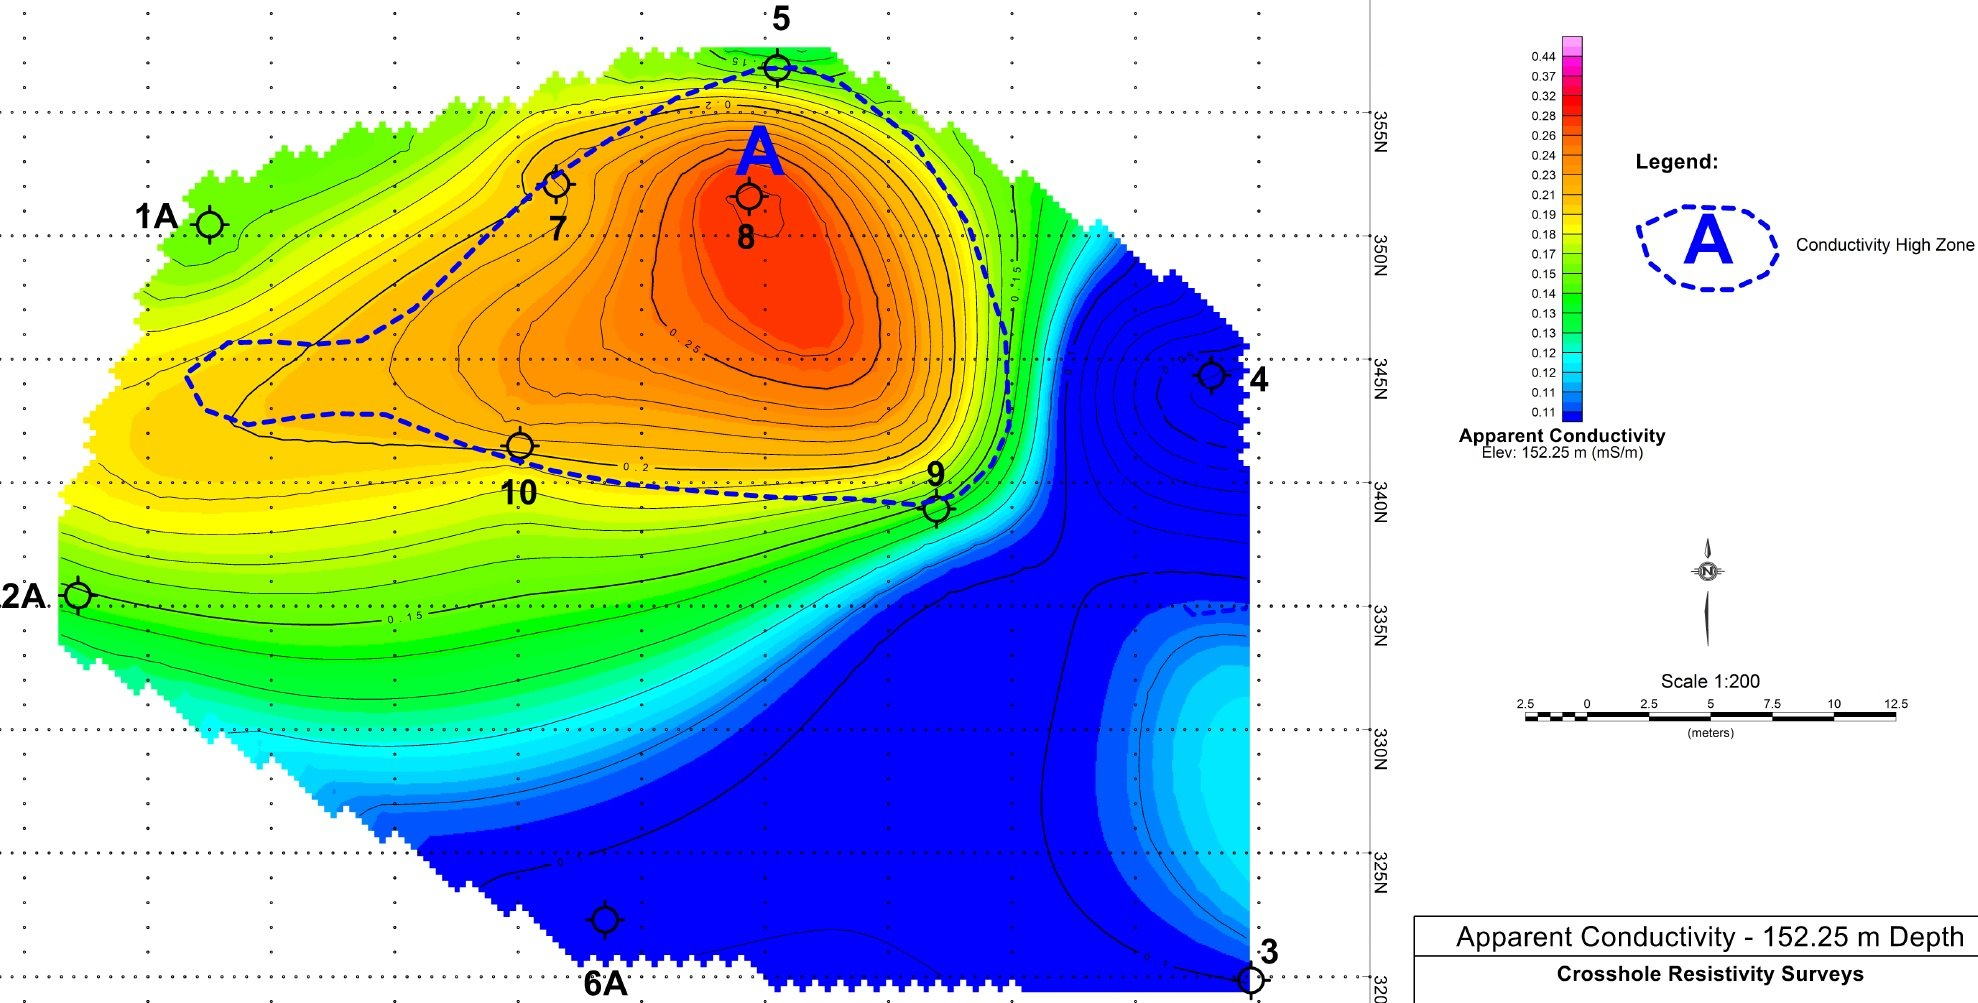 5
.15
0.2
A
1A
7
8
0.15
0.25
4
10
0.2
9
2A
0.15
6A
3
355N
350N
345N
340N
335N
330N
325N
320
0.44
0.37
0.32
0.28
0.26
0.24
0.23
0.21
0.19
0.18
0.17
0.15
0.14
0.13
0.13
0.12
0.12
0.11
0.11
Apparent Conductivity
Elev: 152.25 m (mS/m)
Legend:
A
Conductivity High Zone
N
Scale 1:200
2.5 0 2.5 5 7.5 10 12.5
(meters)
Apparent Conductivity - 152.25 m Depth
Crosshole Resistivity Surveys